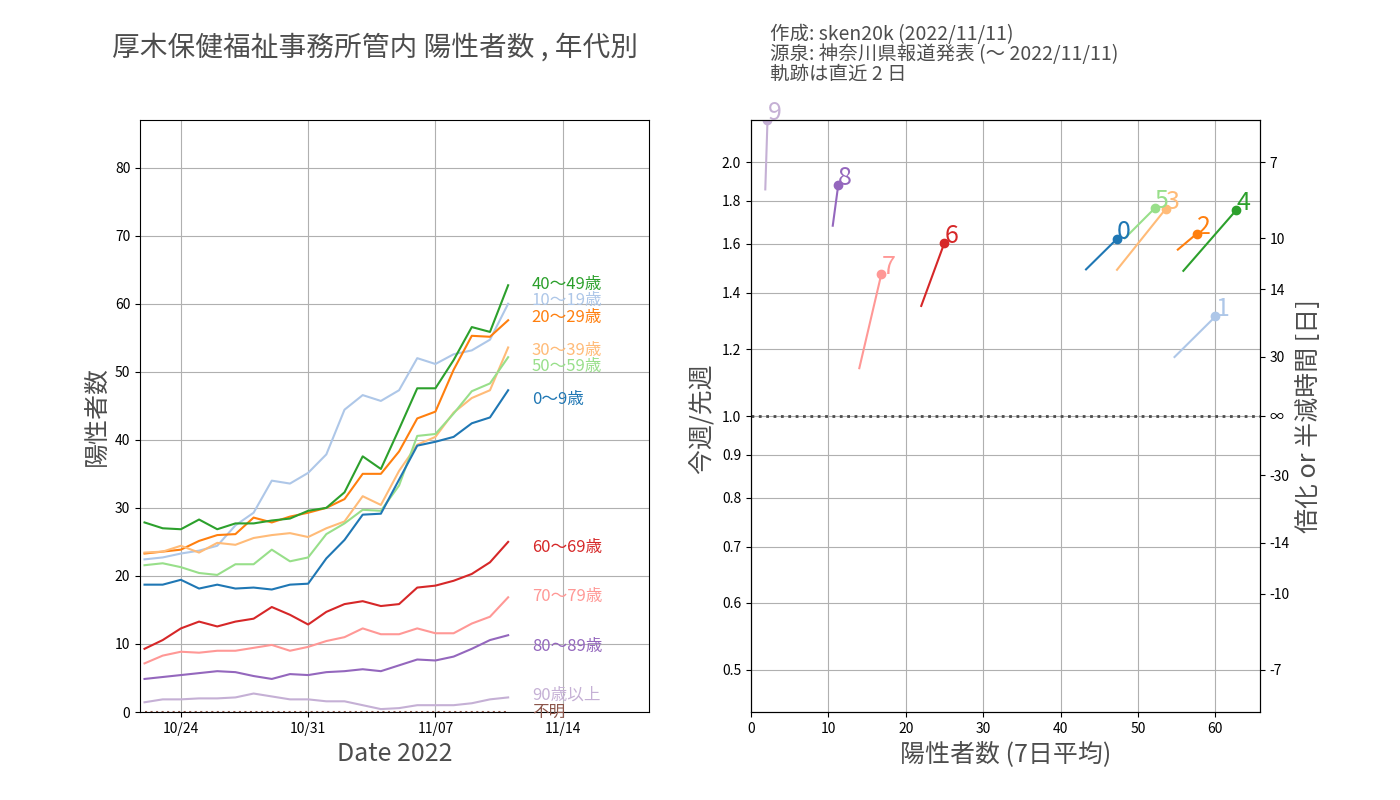 厚木保健福祉事務所管内 陽性者数 , 年代別
作成: sken20k (2022/11/11)
源泉: 神奈川県報道発表 (～ 2022/11/11)
軌跡は直近 2 日
陽性者数
80
70
60
50
40
30
20
10
0
10/24
10/31
11/07
11/14
Date 2022
40～49歳
10～19歳
20～29歳
30～39歳
50～59歳
0～9歳
60～69歳
70～79歳
80～89歳
90歳以上
不明
今週/先週
2.0
1.8
1.6
1.4
1.2
1.0
0.9
0.8
0.7
0.6
0.5
9
8
7
6
0
5
3
2
4
1
7
10
14
30
∞
-30
-14
-10
-7
倍化 or 半減時間 [日]
0
10
20
30
40
50
60
陽性者数 (7日平均)